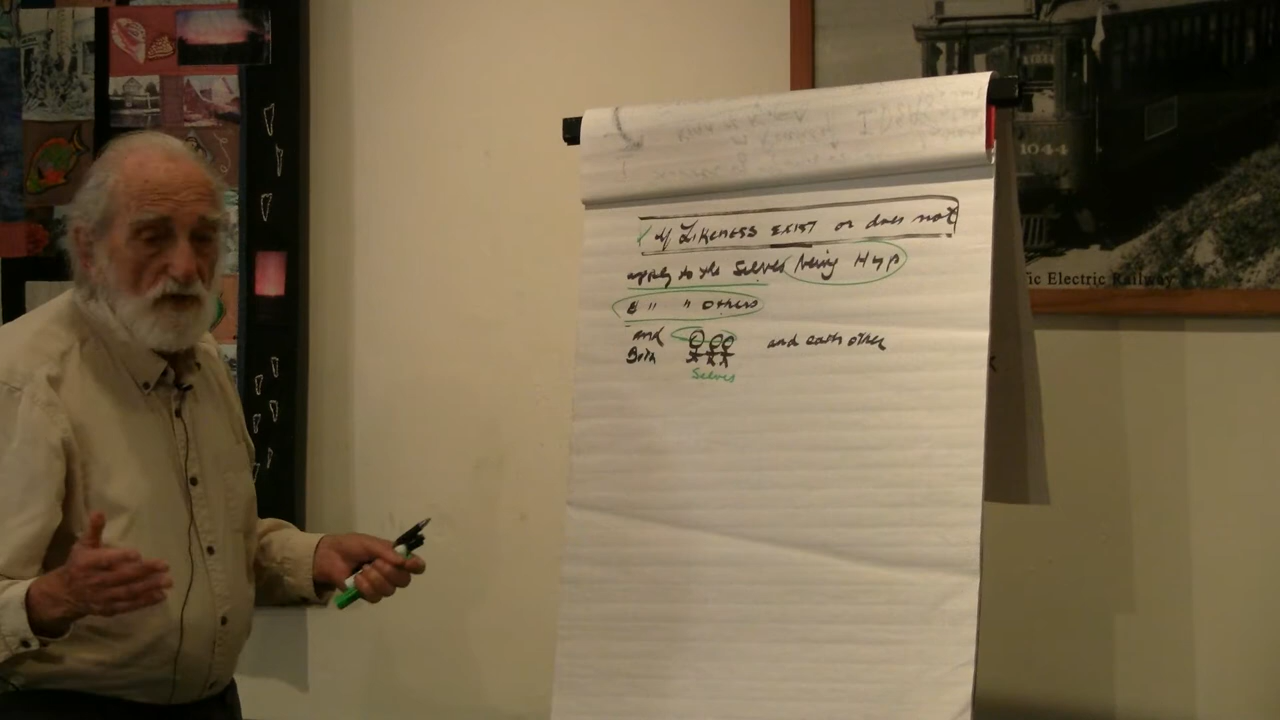 If LIKENESS EXIST or does not
apply to the Selves being Hyp
& " " others
and
Both
and each other
Selves
1044
ic Electric Railway